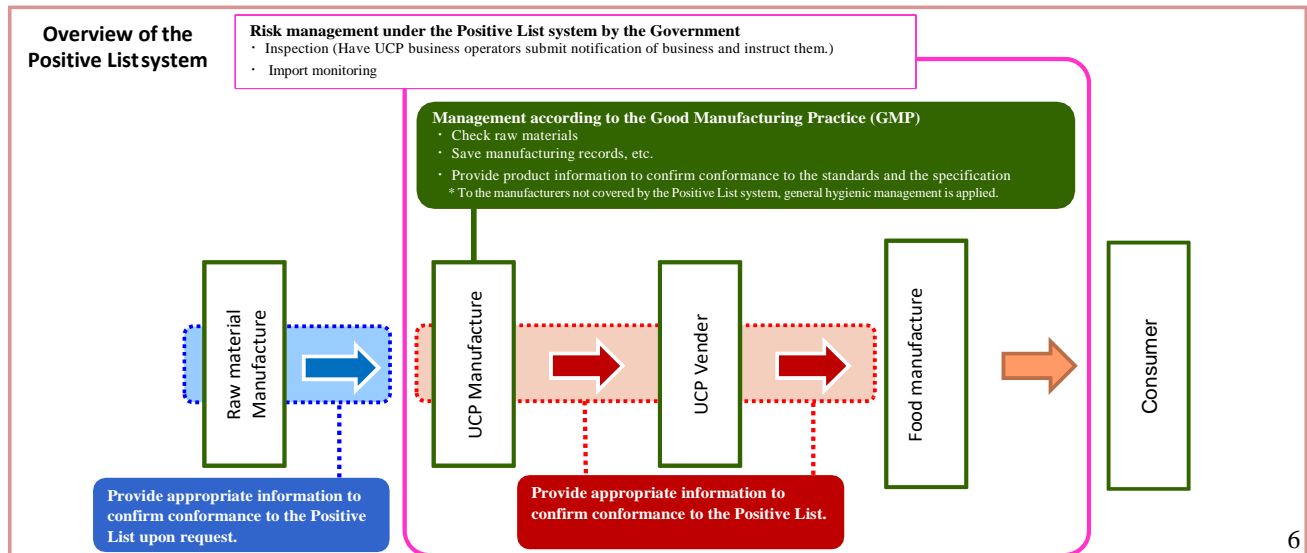 Overview of the
Positive List system
Risk management under the Positive List system by the Government
・ Inspection (Have UCP business operators submit notification of business and instruct them.)
・ Import monitoring
Management according to the Good Manufacturing Practice (GMP)
・ Check raw materials
・ Save manufacturing records, etc.
・ Provide product information to confirm conformance to the standards and the specification
* To the manufacturers not covered by the Positive List system, general hygienic management is applied.
Raw material
Manufacture
UCP Manufacture
UCP Vender
Food manufacture
Consumer
Provide appropriate information to
confirm conformance to the Positive
List upon request.
Provide appropriate information to
confirm conformance to the Positive List.
6